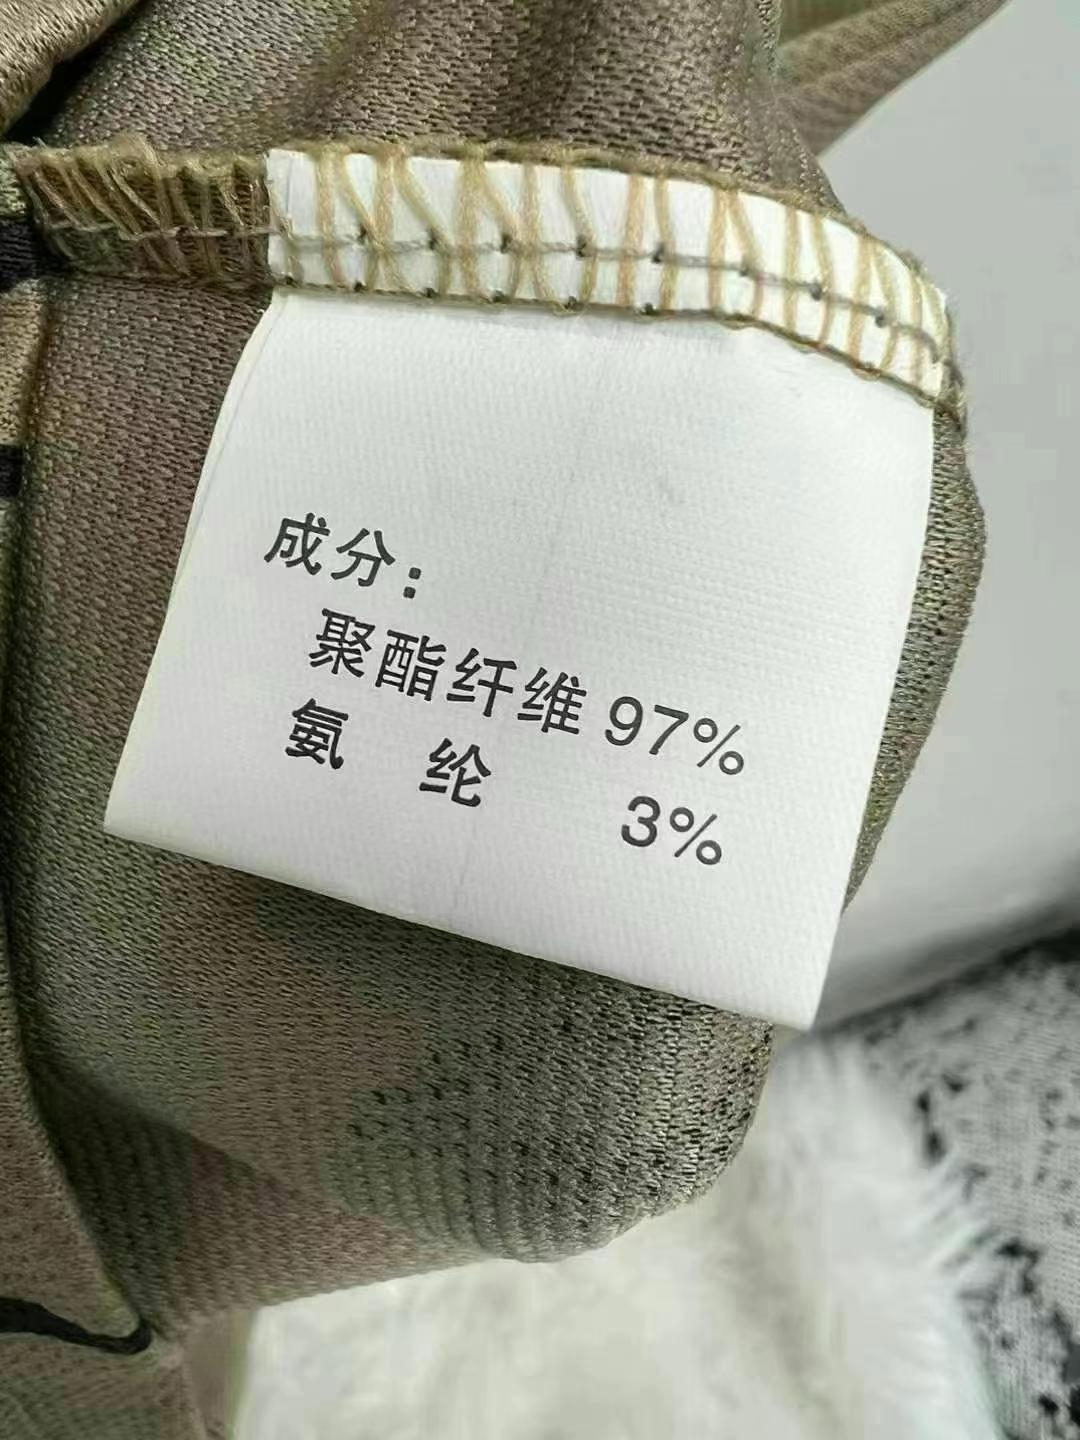 成分：
聚酯纤维 97%
氨 纶 3%